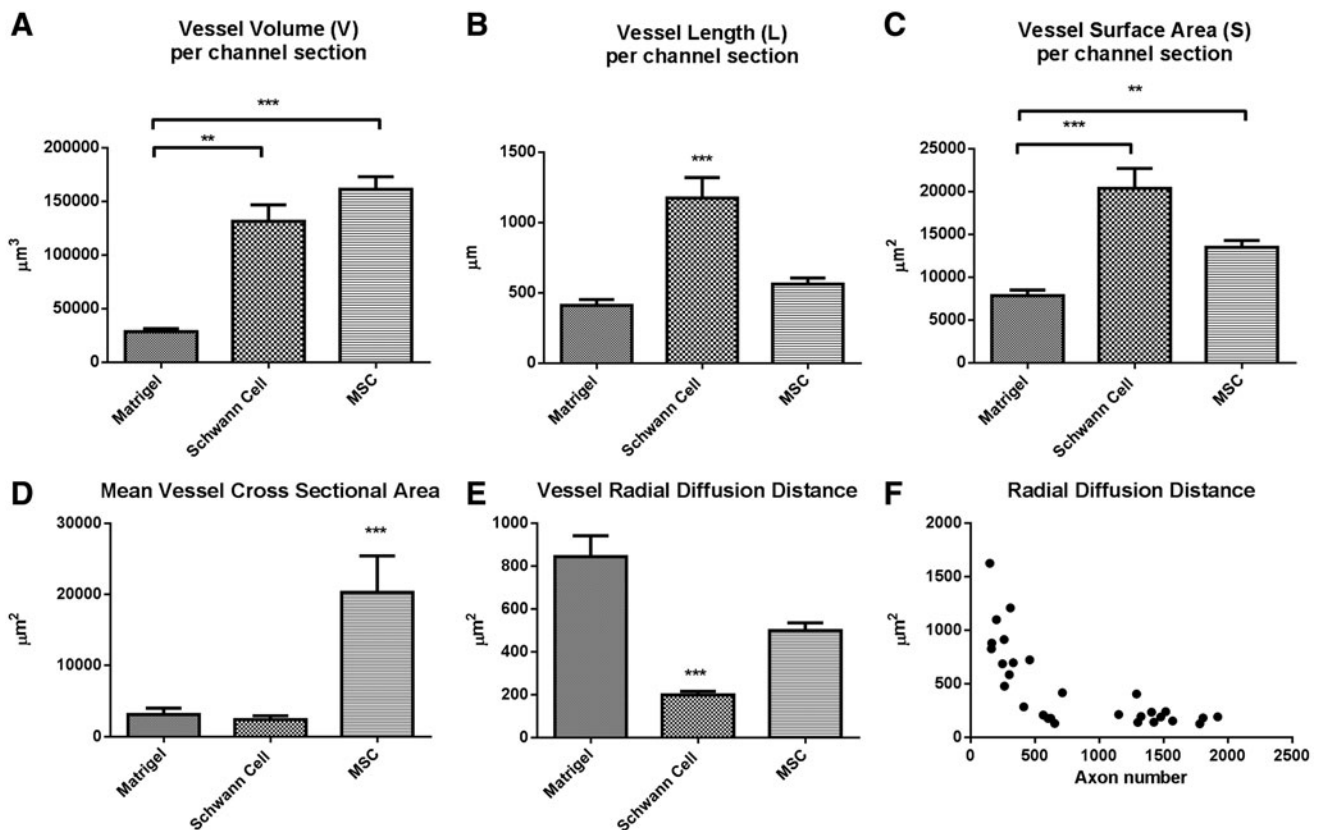 A
Vessel Volume (V)
per channel section
***
**
200000
150000
100000
50000
0
μm³
Matrigel
Schwann Cell
MSC
B
Vessel Length (L)
per channel section
***
1500
1000
500
0
μm
Matrigel
Schwann Cell
MSC
C
Vessel Surface Area (S)
per channel section
**
***
25000
20000
15000
10000
5000
0
μm²
Matrigel
Schwann Cell
MSC
D
Mean Vessel Cross Sectional Area
***
30000
20000
10000
0
μm²
Matrigel
Schwann Cell
MSC
E
Vessel Radial Diffusion Distance
***
1000
800
600
400
200
0
μm²
Matrigel
Schwann Cell
MSC
F
Radial Diffusion Distance
2000
1500
1000
500
0
μm²
0 500 1000 1500 2000 2500
Axon number